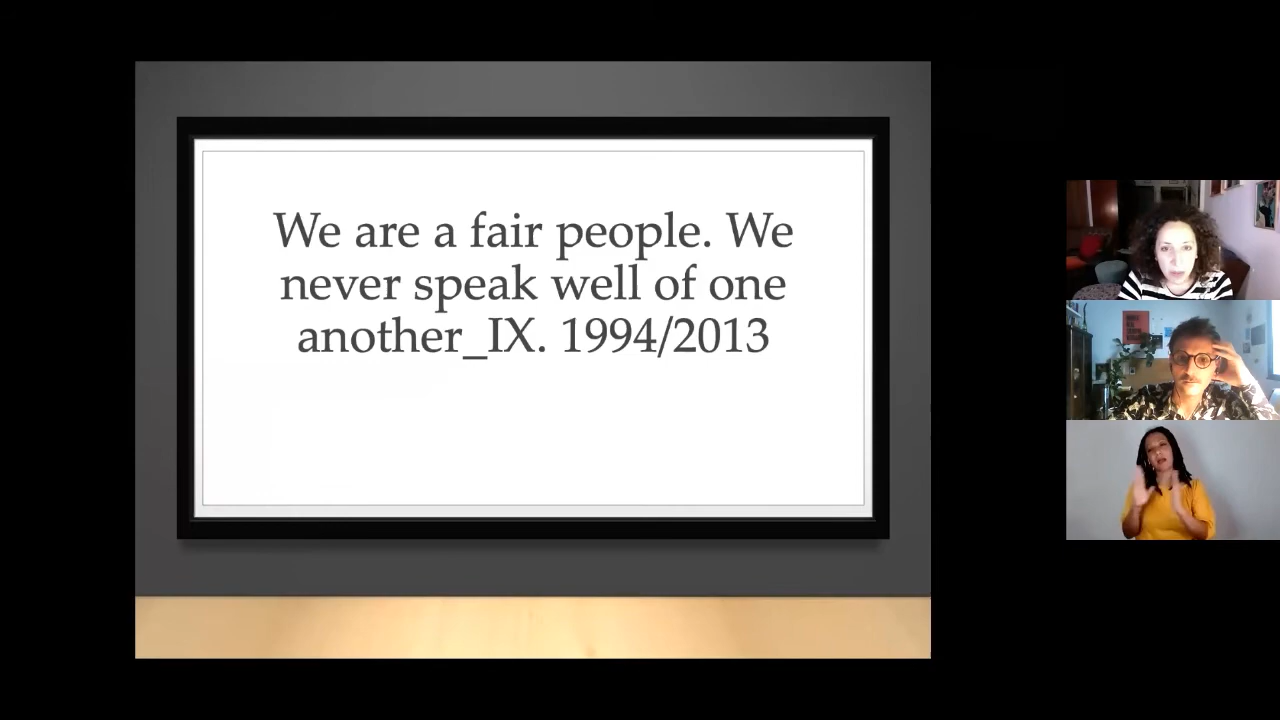 We are a fair people. We
never speak well of one
another_IX. 1994/2013